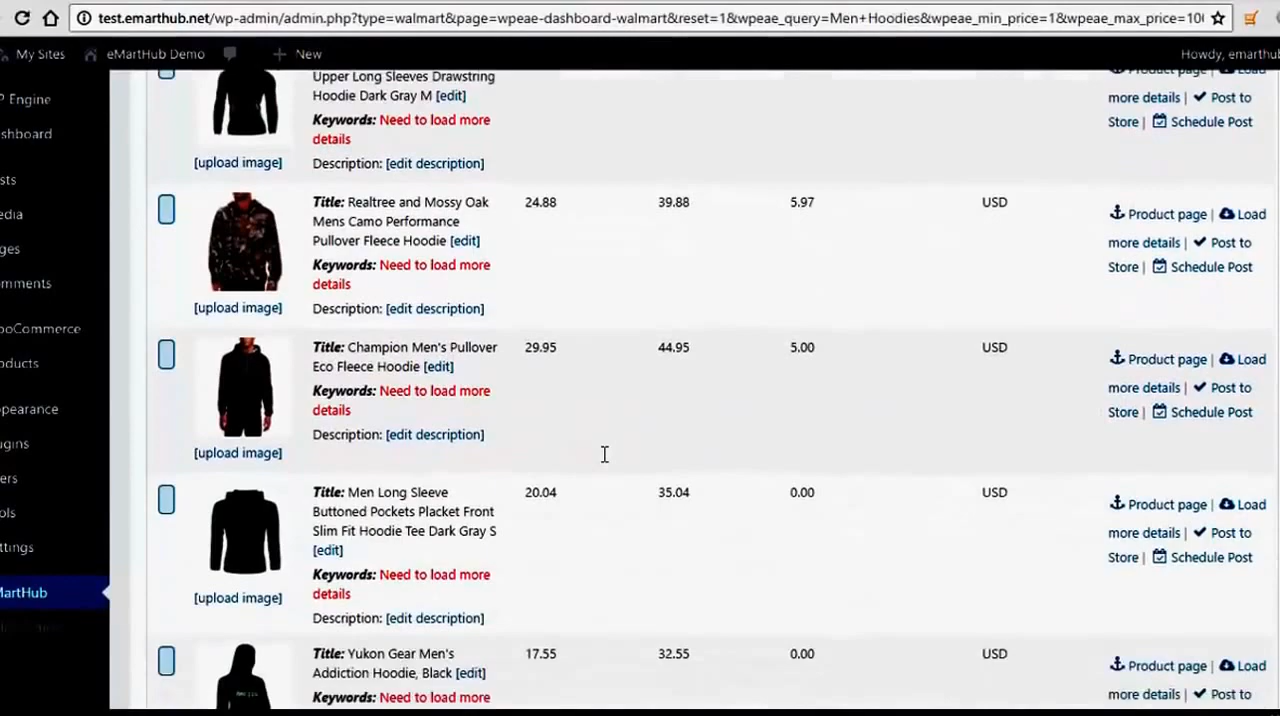 test.emarthub.net/wp-admin/admin.php?type=walmart&page=wpeae-dashboard-walmart&reset=1&wpeae_query=Men+Hoodies&wpeae_min_price=1&wpeae_max_price=10
My Sites eMartHub Demo New Howdy, emarthub
P Engine
shboard
sts
edia
ges
mments
ooCommerce
oducts
pearance
ugins
ers
ols
ttings
MartHub
Upper Long Sleeves Drawstring
Hoodie Dark Gray M [edit]
Keywords: Need to load more
details
[upload image] Description: [edit description]
Product page | Load
more details | Post to
Store | Schedule Post
Title: Realtree and Mossy Oak 24.88 39.88 5.97 USD
Mens Camo Performance
Pullover Fleece Hoodie [edit]
Keywords: Need to load more
details
[upload image] Description: [edit description]
Product page | Load
more details | Post to
Store | Schedule Post
Title: Champion Men's Pullover 29.95 44.95 5.00 USD
Eco Fleece Hoodie [edit]
Keywords: Need to load more
details
Description: [edit description]
[upload image]
Product page | Load
more details | Post to
Store | Schedule Post
Title: Men Long Sleeve 20.04 35.04 0.00 USD
Buttoned Pockets Placket Front
Slim Fit Hoodie Tee Dark Gray S
[edit]
Keywords: Need to load more
details
[upload image]
Description: [edit description]
Product page | Load
more details | Post to
Store | Schedule Post
Title: Yukon Gear Men's 17.55 32.55 0.00 USD
Addiction Hoodie, Black [edit]
Keywords: Need to load more
Product page | Load
more details | Post to